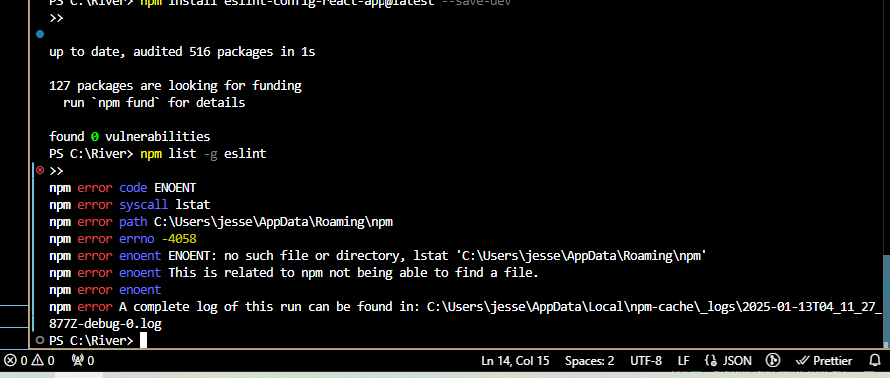 PS C:\River> npm install eslint-config-react-app@latest --save-dev
>>
up to date, audited 516 packages in 1s
127 packages are looking for funding
run `npm fund` for details
found 0 vulnerabilities
PS C:\River> npm list -g eslint
>>
npm error code ENOENT
npm error syscall lstat
npm error path C:\Users\jesse\AppData\Roaming\npm
npm error errno -4058
npm error enoent ENOENT: no such file or directory, lstat 'C:\Users\jesse\AppData\Roaming\npm'
npm error enoent This is related to npm not being able to find a file.
npm error enoent
npm error A complete log of this run can be found in: C:\Users\jesse\AppData\Local\npm-cache\_logs\2025-01-13T04_11_27_
877Z-debug-0.log
PS C:\River>
0 0 0 Ln 14, Col 15 Spaces: 2 UTF-8 LF JSON Prettier